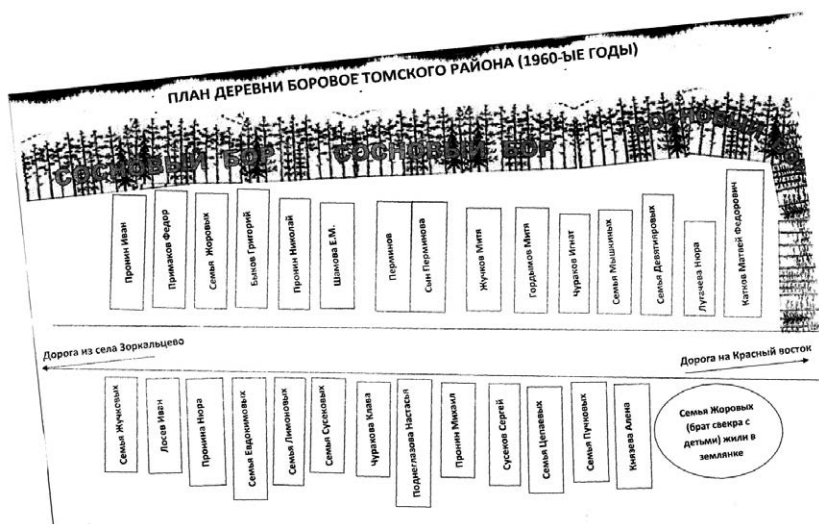 ПЛАН ДЕРЕВНИ БОРОВОЕ ТОМСКОГО РАЙОНА (1960-ЫЕ ГОДЫ)
СОСНОВЫЙ БОР
СОСНОВЫЙ БОР
СОСНОВЫЙ БОР
Пронин Иван
Примаков Федор
Семья Жоровых
Быков Григорий
Пронин Николай
Шамова Е.М.
Перминов
Сын Перминова
Жучков Митя
Гордымов Митя
Чураков Игнат
Семья Мышкиных
Семья Девятияровых
Лугачева Нюра
Катков Матвей Федорович
Дорога из села Зоркальцево
Дорога на Красный восток
Семья Жучковых
Лосев Иван
Пронина Нюра
Семья Евдокимовых
Семья Лимоновых
Семья Сусековых
Чуракова Клава
Поднеглазова Настасья
Пронин Михаил
Сусеков Сергей
Семья Цепаевых
Семья Пучковых
Князева Алена
Семья Жоровых
(брат свекра с
детьми) жили в
землянке